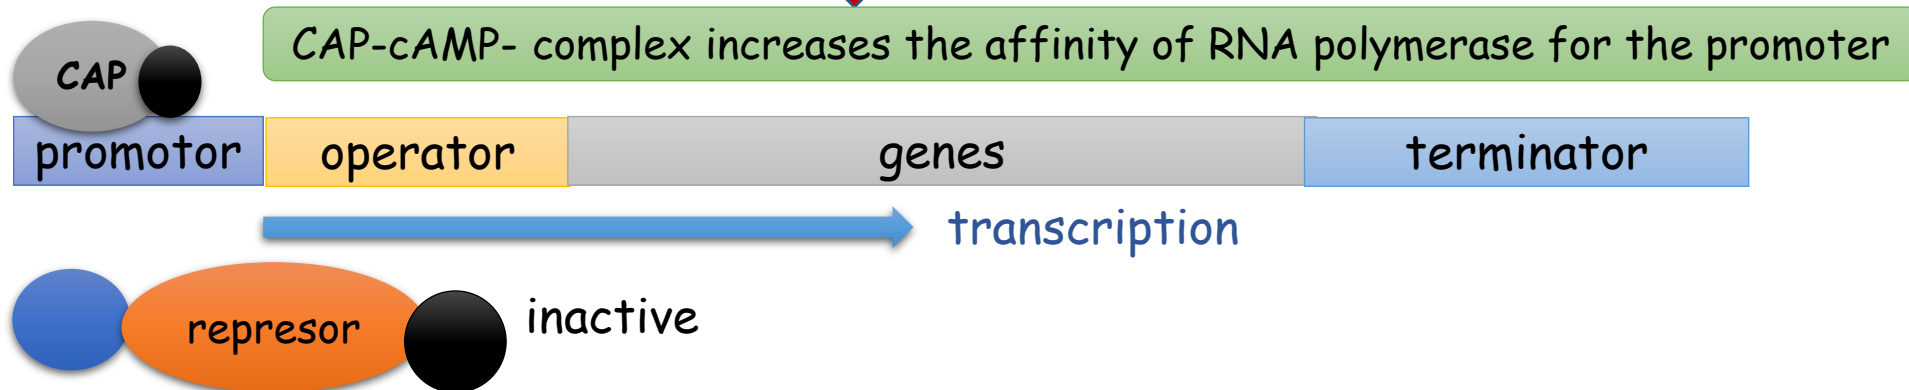 CAP-cAMP- complex increases the affinity of RNA polymerase for the promoter
CAP
promotor operator genes terminator
transcription
represor inactive